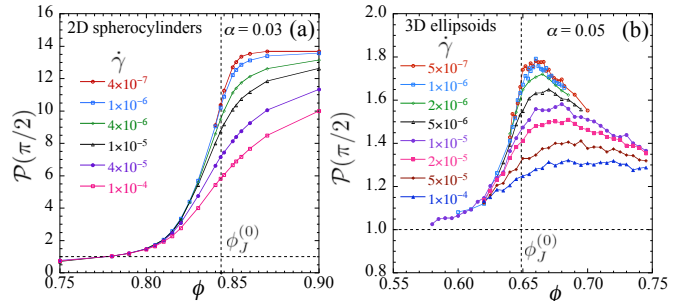 2D spherocylinders
α = 0.03
(a)
γ̇
4×10⁻⁷
1×10⁻⁶
4×10⁻⁶
1×10⁻⁵
4×10⁻⁵
1×10⁻⁴
𝒫(π/2)
16
14
12
10
8
6
4
2
0
ϕ_J^(0)
0.75
0.80
0.85
0.90
ϕ
3D ellipsoids
α = 0.05
(b)
γ̇
5×10⁻⁷
1×10⁻⁶
2×10⁻⁶
5×10⁻⁶
1×10⁻⁵
2×10⁻⁵
5×10⁻⁵
1×10⁻⁴
𝒫(π/2)
2.0
1.8
1.6
1.4
1.2
1.0
0.8
ϕ_J^(0)
0.55
0.60
0.65
0.70
0.75
ϕ